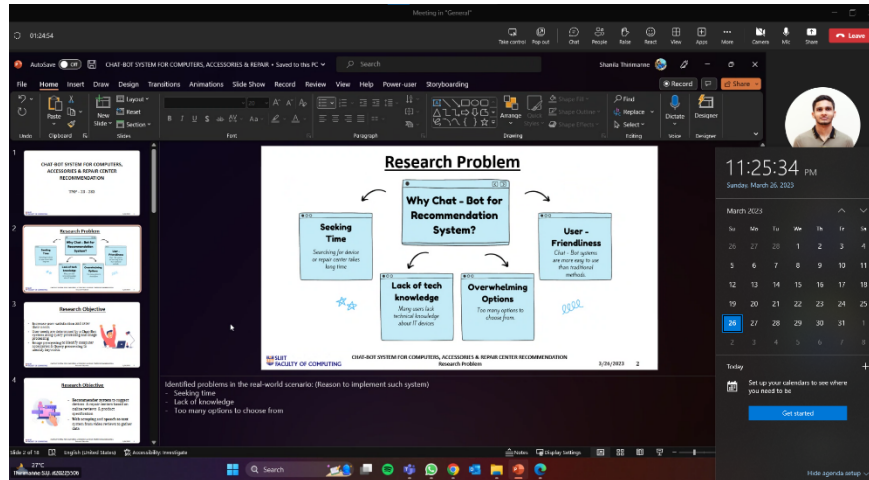 Meeting in "General"
01:24:54
Take control Pop out Chat People Raise React View Apps More Camera Mic Share Leave
AutoSave Off CHAT-BOT SYSTEM FOR COMPUTERS, ACCESSORIES & REPAIR • Saved to this PC Search Shanila Thirimanne
File Home Insert Draw Design Transitions Animations Slide Show Record Review View Help Power-user Storyboarding Record Share
Paste New Slide Layout Reset Section Arrange Shape Fill Shape Outline Shape Effects Find Replace Select Dictate Designer
Clipboard Slides Font Paragraph Drawing Editing Voice Designer
1
CHAT-BOT SYSTEM FOR COMPUTERS,
ACCESSORIES & REPAIR CENTER
RECOMMENDATION
2
Research Problem
3
Research Objective
4
Research Objective
Research Problem
Why Chat - Bot for
Recommendation
System?
Seeking
Time
Searching for device
or repair center takes
long time.
User -
Friendliness
Chat - Bot systems
are more easy to use
than traditional
methods.
Lack of tech
knowledge
Many users lack
technical knowledge
about IT devices
Overwhelming
Options
Too many options to
choose from.
SLIIT
FACULTY OF COMPUTING
CHAT-BOT SYSTEM FOR COMPUTERS, ACCESSORIES & REPAIR CENTER RECOMMENDATION
Research Problem
3/26/2023 2
Identified problems in the real-world scenario: (Reason to implement such system)
- Seeking time
- Lack of knowledge
- Too many options to choose from
11:25:34 PM
Sunday, March 26, 2023
March 2023
Su Mo Tu We Th Fr Sa
26 27 28 1 2 3 4
5 6 7 8 9 10 11
12 13 14 15 16 17 18
19 20 21 22 23 24 25
26 27 28 29 30 31 1
2 3 4 5 6 7 8
Today
Set up your calendars to see where
you need to be
Get started
Hide agenda setup
Slide 2 of 18 English (United States) Accessibility: Investigate Notes Display Settings
27°C
Search